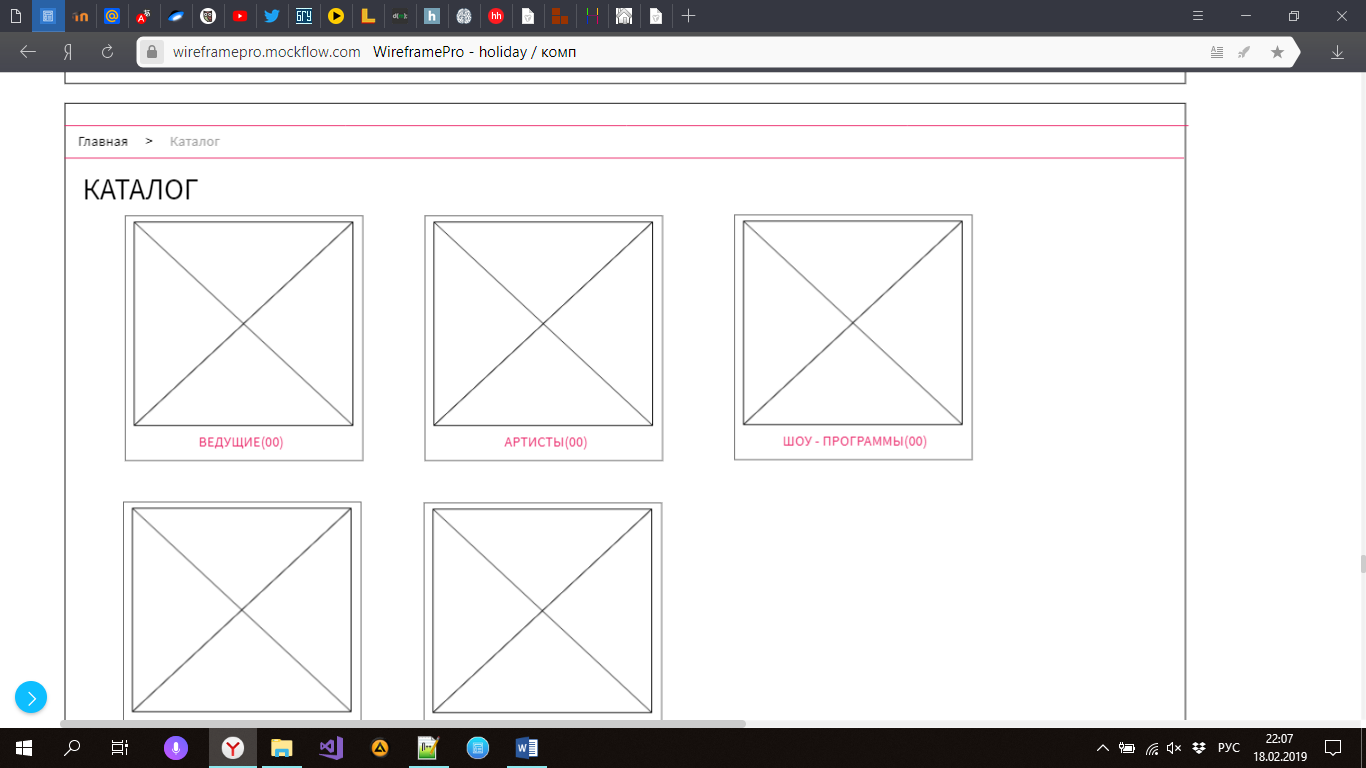 wireframepro.mockflow.com WireframePro - holiday / комп
Главная > Каталог
КАТАЛОГ
ВЕДУЩИЕ(00)
АРТИСТЫ(00)
ШОУ - ПРОГРАММЫ(00)
РУС
22:07
18.02.2019